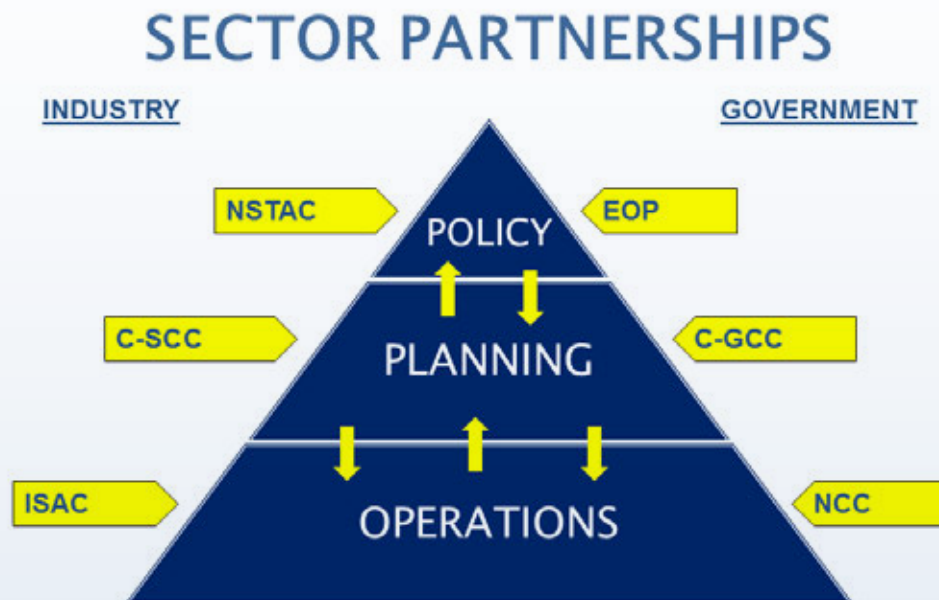 SECTOR PARTNERSHIPS
INDUSTRY
GOVERNMENT
NSTAC
EOP
POLICY
C-SCC
C-GCC
PLANNING
ISAC
NCC
OPERATIONS